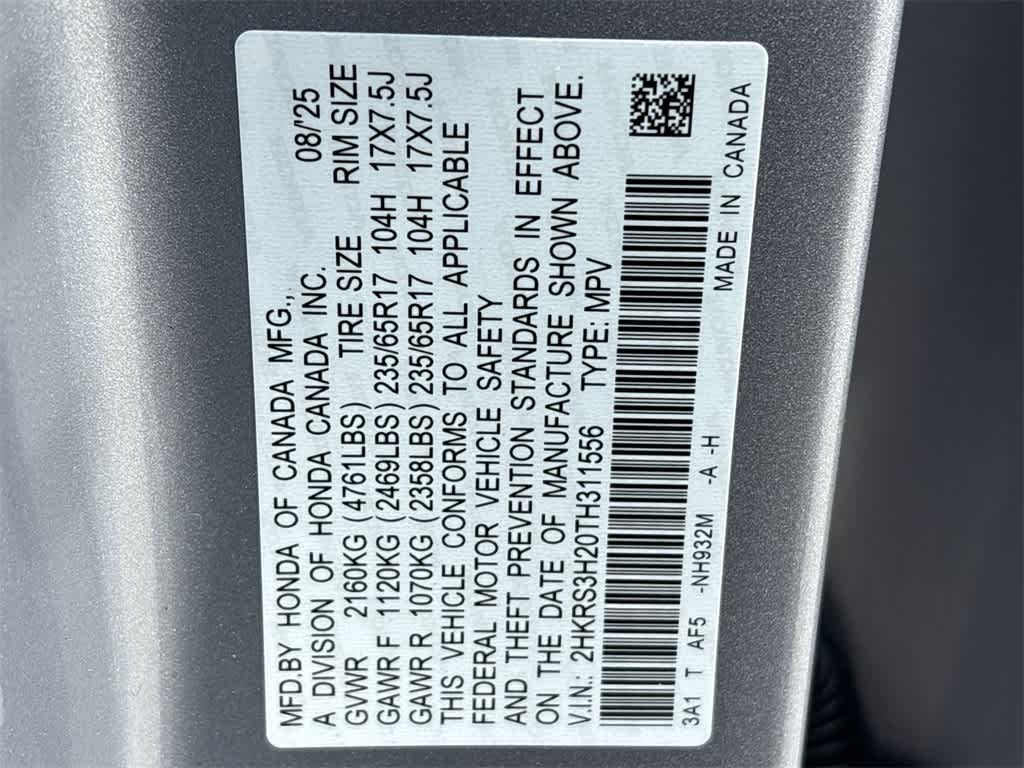 MFD.BY HONDA OF CANADA MFG., 08/'25
A DIVISION OF HONDA CANADA INC.
GVWR 2160KG (4761LBS) TIRE SIZE RIM SIZE
GAWR F 1120KG (2469LBS) 235/65R17 104H 17X7.5J
GAWR R 1070KG (2358LBS) 235/65R17 104H 17X7.5J
THIS VEHICLE CONFORMS TO ALL APPLICABLE
FEDERAL MOTOR VEHICLE SAFETY
AND THEFT PREVENTION STANDARDS IN EFFECT
ON THE DATE OF MANUFACTURE SHOWN ABOVE.
V.I.N.: 2HKRS3H20TH311556 TYPE: MPV
3A1 T AF5 -NH932M -A -H MADE IN CANADA